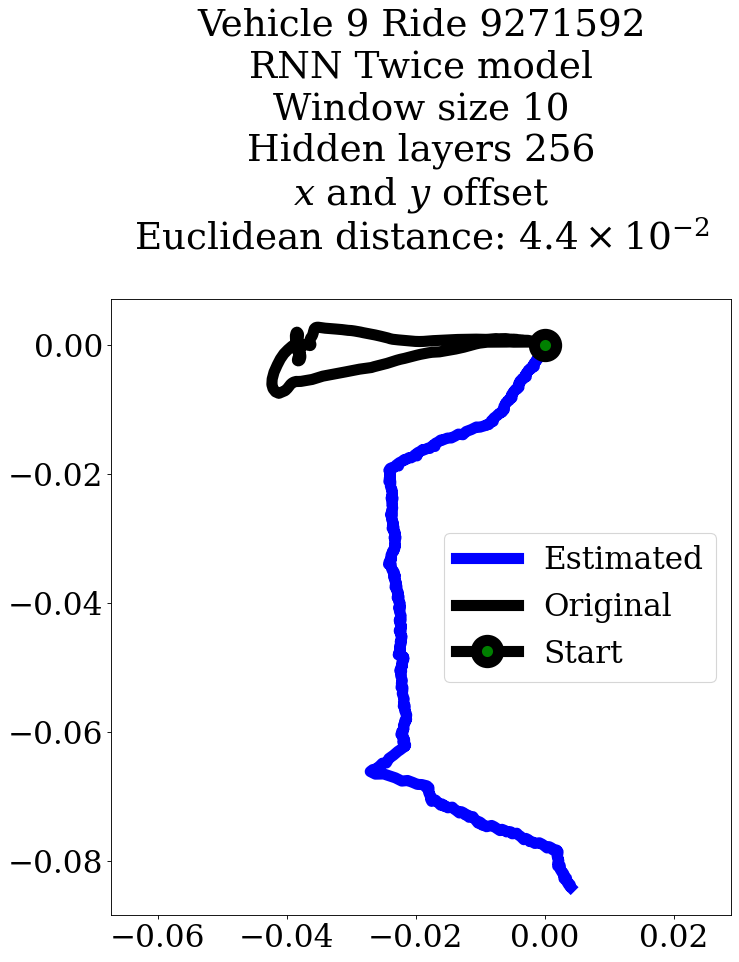 Vehicle 9 Ride 9271592
RNN Twice model
Window size 10
Hidden layers 256
x and y offset
Euclidean distance: 4.4 × 10⁻²
0.00
−0.02
−0.04
−0.06
−0.08
Estimated
Original
Start
−0.06 −0.04 −0.02 0.00 0.02